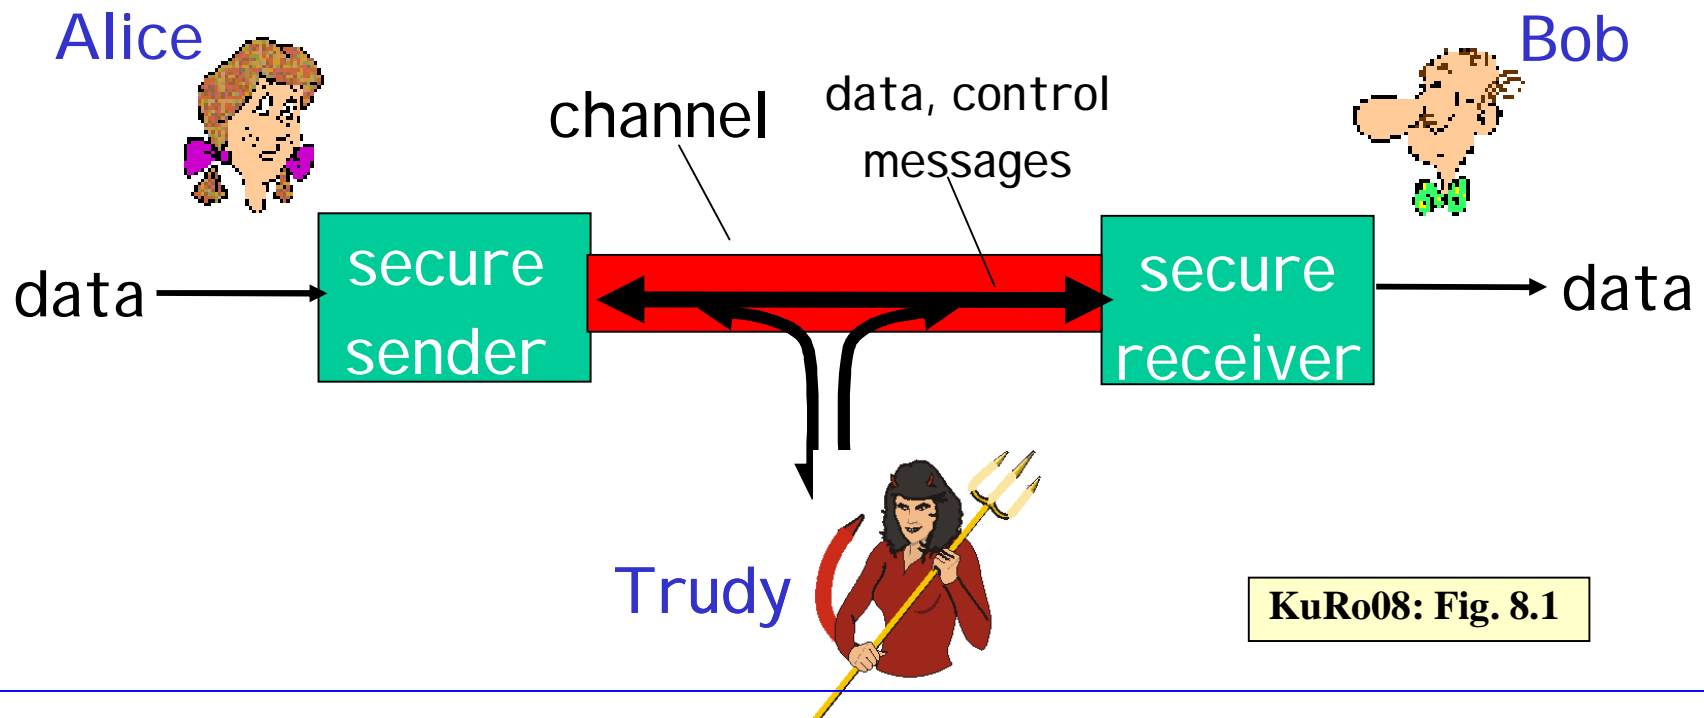 Alice
Bob
channel
data, control
messages
data
secure
sender
secure
receiver
data
Trudy
KuRo08: Fig. 8.1